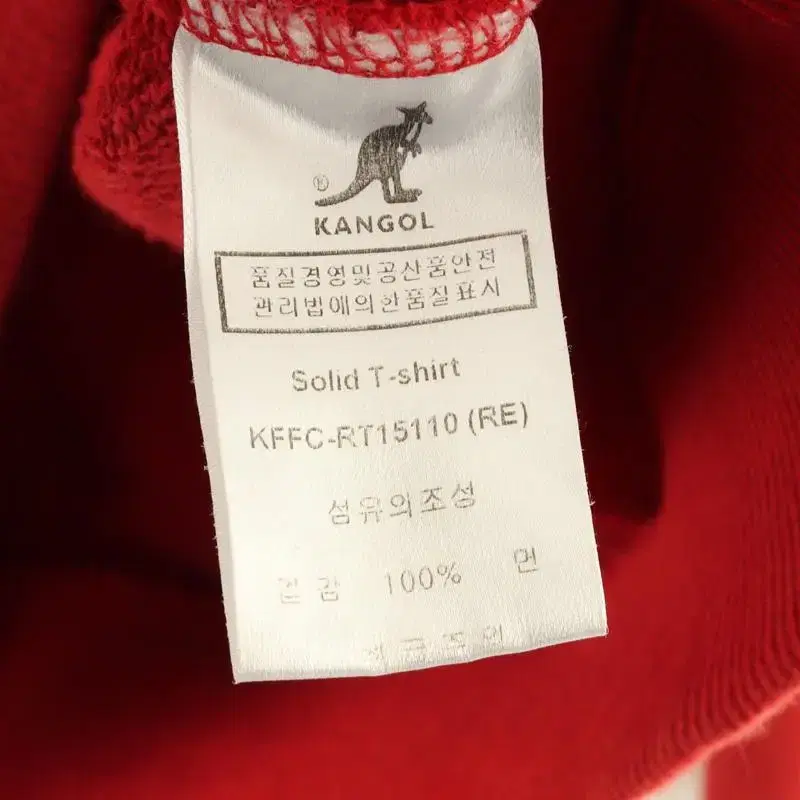 ®
KANGOL
품질경영및공산품안전
관리법에의한품질표시
Solid T-shirt
KFFC-RT15110 (RE)
섬유의조성
겉감 100% 면